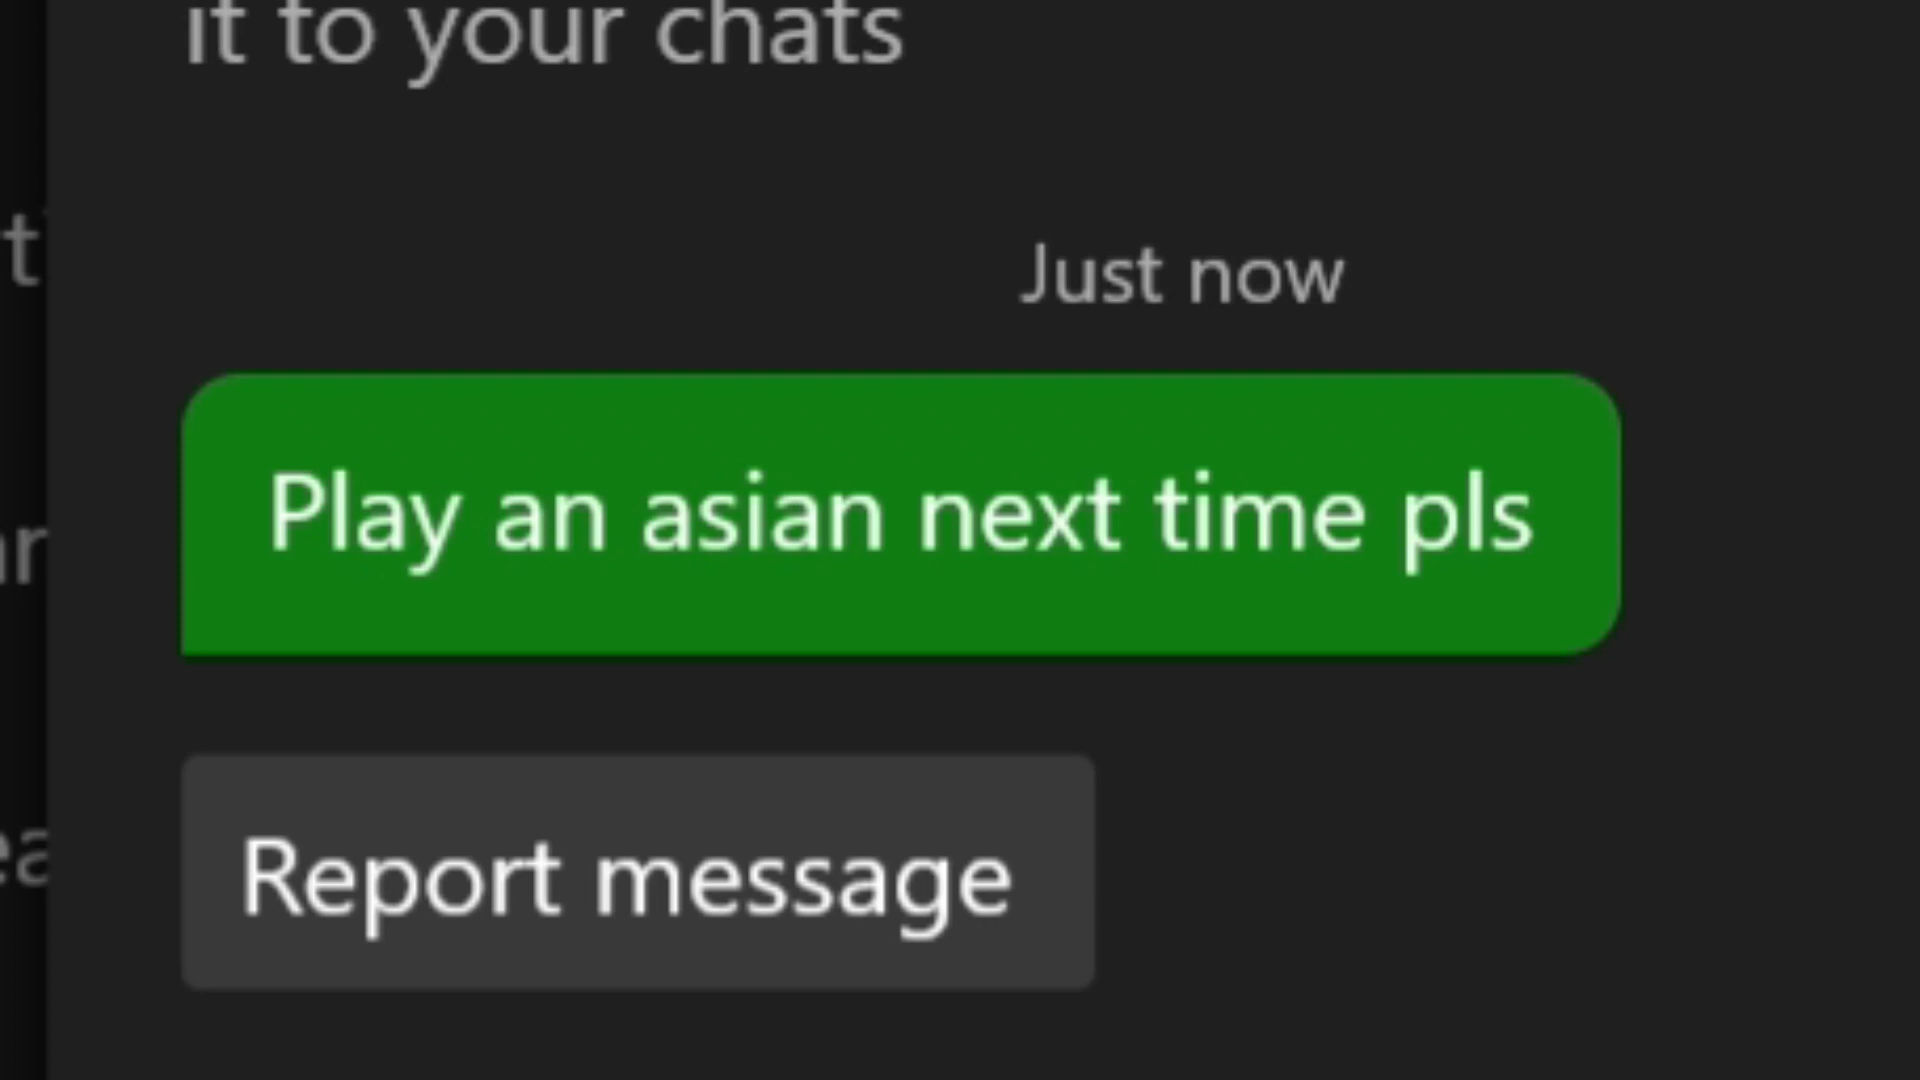 it to your chats
Just now
Play an asian next time pls
Report message